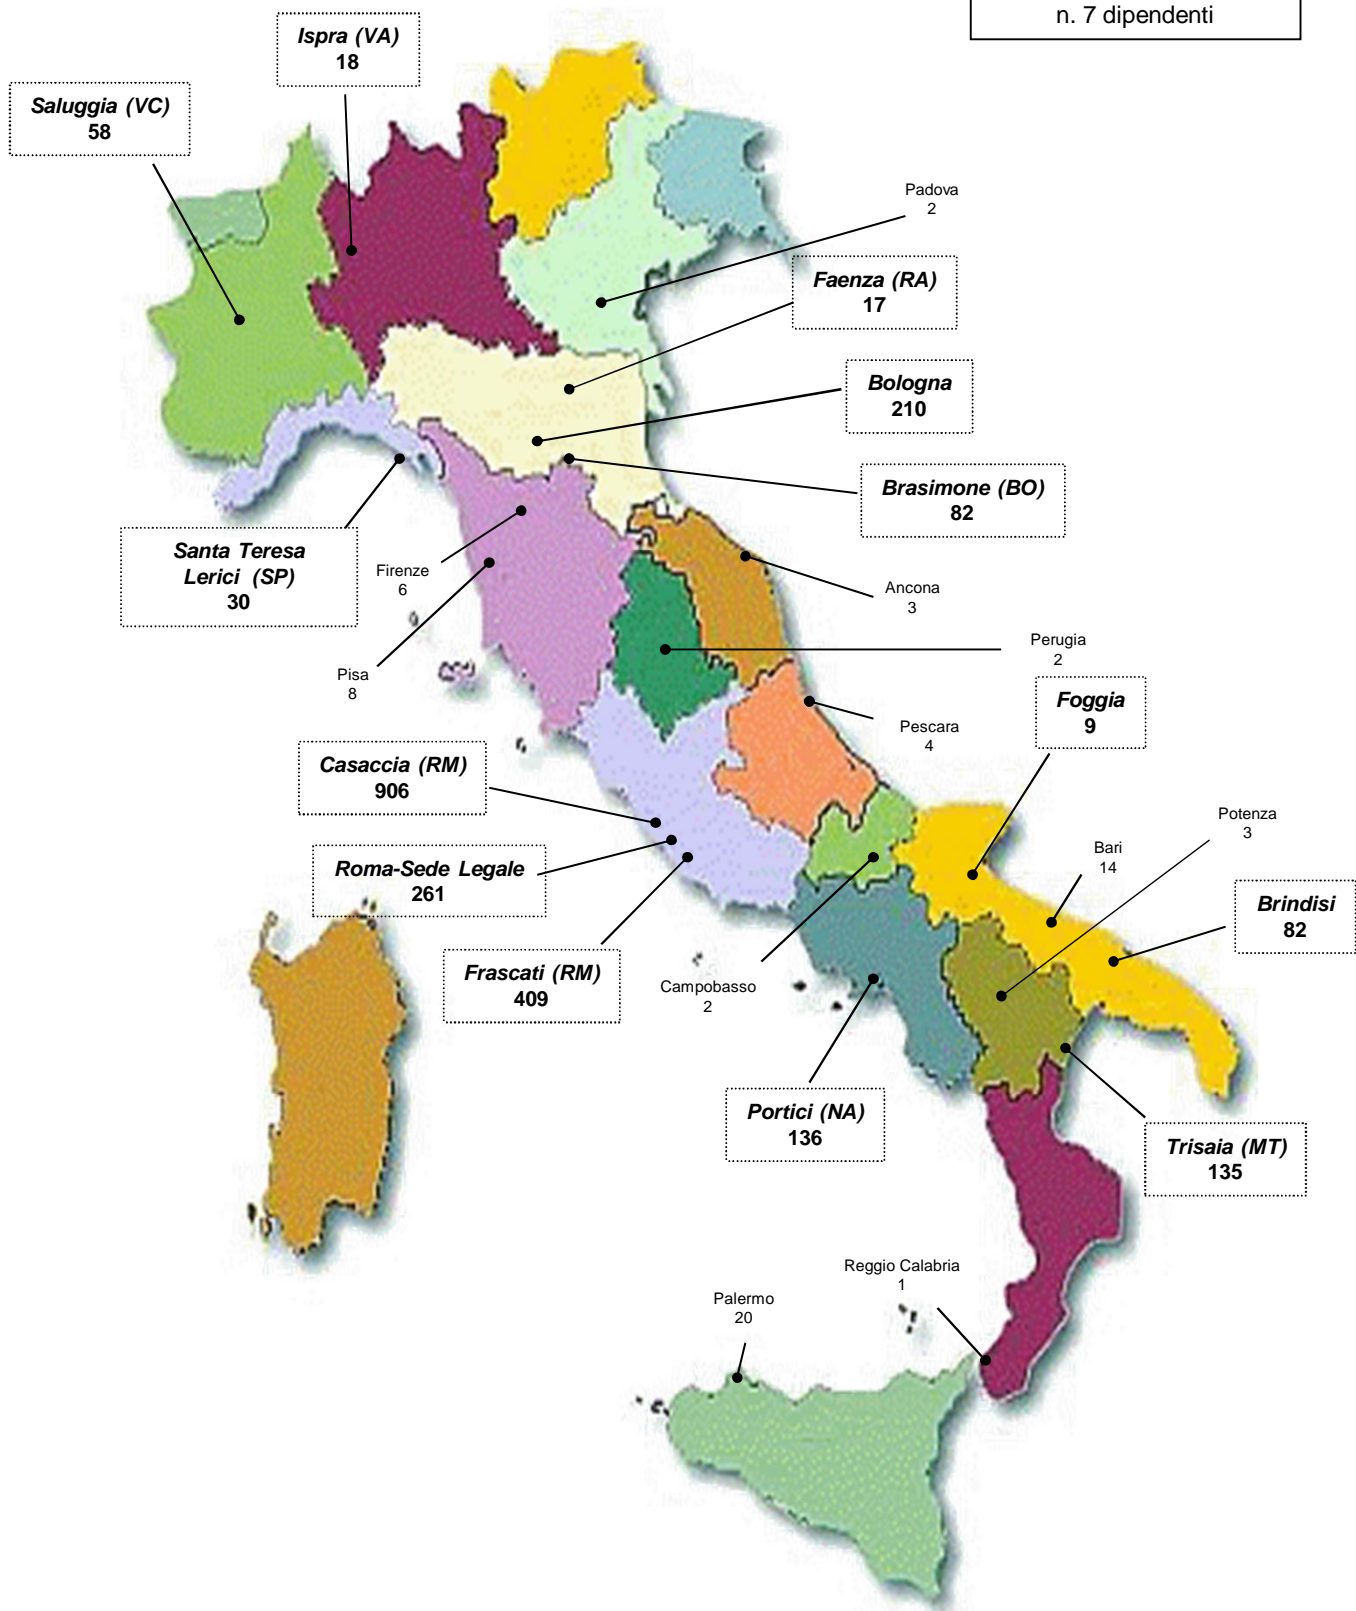 n. 7 dipendenti
Ispra (VA)
18
Saluggia (VC)
58
Padova
2
Faenza (RA)
17
Bologna
210
Brasimone (BO)
82
Santa Teresa
Lerici (SP)
30
Firenze
6
Ancona
3
Pisa
8
Perugia
2
Foggia
9
Pescara
4
Casaccia (RM)
906
Potenza
3
Bari
14
Roma-Sede Legale
261
Brindisi
82
Frascati (RM)
409
Campobasso
2
Portici (NA)
136
Trisaia (MT)
135
Reggio Calabria
1
Palermo
20